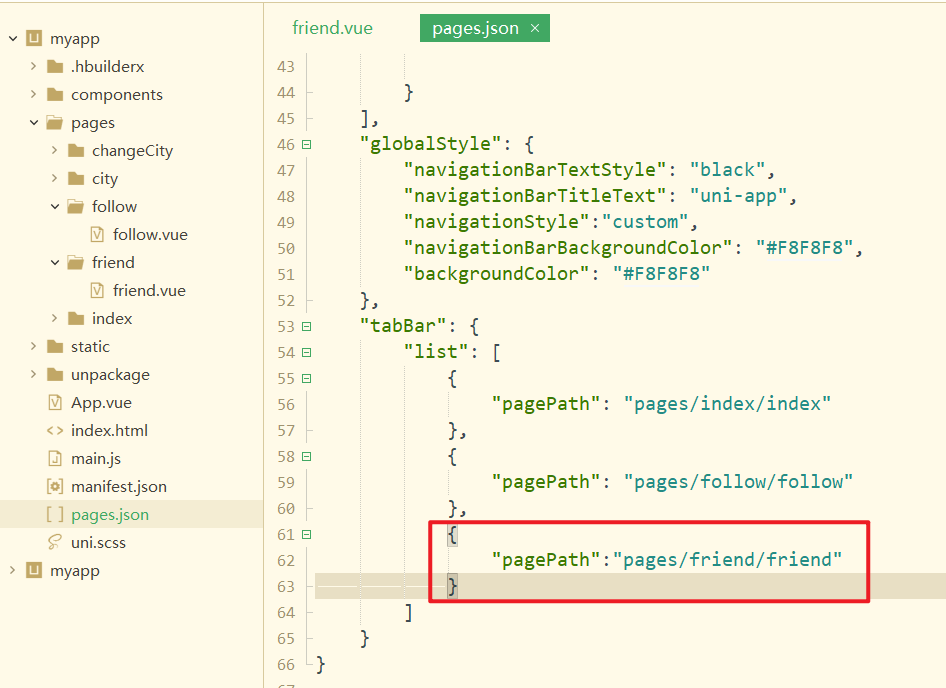 myapp
.hbuilderx
components
pages
changeCity
city
follow
follow.vue
friend
friend.vue
index
static
unpackage
App.vue
index.html
main.js
manifest.json
pages.json
uni.scss
myapp
friend.vue
pages.json ×
43
44 }
45 ],
46 "globalStyle": {
47 "navigationBarTextStyle": "black",
48 "navigationBarTitleText": "uni-app",
49 "navigationStyle":"custom",
50 "navigationBarBackgroundColor": "#F8F8F8",
51 "backgroundColor": "#F8F8F8"
52 },
53 "tabBar": {
54 "list": [
55 {
56 "pagePath": "pages/index/index"
57 },
58 {
59 "pagePath": "pages/follow/follow"
60 },
61 {
62 "pagePath":"pages/friend/friend"
63 }
64 ]
65 }
66 }